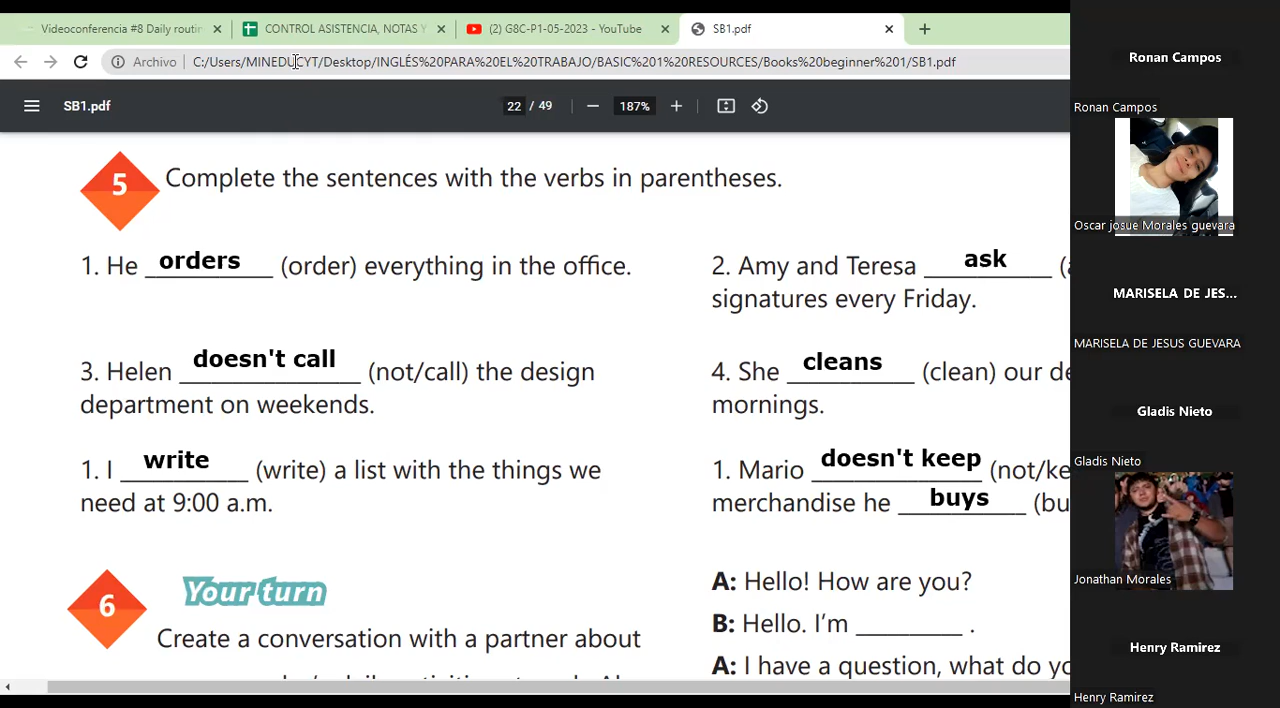 Videoconferencia #8 Daily routin
CONTROL ASISTENCIA, NOTAS Y
(2) G8C-P1-05-2023 - YouTube
SB1.pdf
Archivo
C:/Users/MINEDUCYT/Desktop/INGLÉS%20PARA%20EL%20TRABAJO/BASIC%201%20RESOURCES/Books%20beginner%201/SB1.pdf
SB1.pdf
22 / 49
187%
5 Complete the sentences with the verbs in parentheses.
1. He orders (order) everything in the office.
2. Amy and Teresa ask (a
signatures every Friday.
3. Helen doesn't call (not/call) the design
department on weekends.
4. She cleans (clean) our de
mornings.
1. I write (write) a list with the things we
need at 9:00 a.m.
1. Mario doesn't keep (not/ke
merchandise he buys (bu
6 Your turn
Create a conversation with a partner about
A: Hello! How are you?
B: Hello. I'm __________ .
A: I have a question, what do yo
Ronan Campos
Ronan Campos
Oscar josue Morales guevara
MARISELA DE JES...
MARISELA DE JESUS GUEVARA
Gladis Nieto
Gladis Nieto
Jonathan Morales
Henry Ramirez
Henry Ramirez